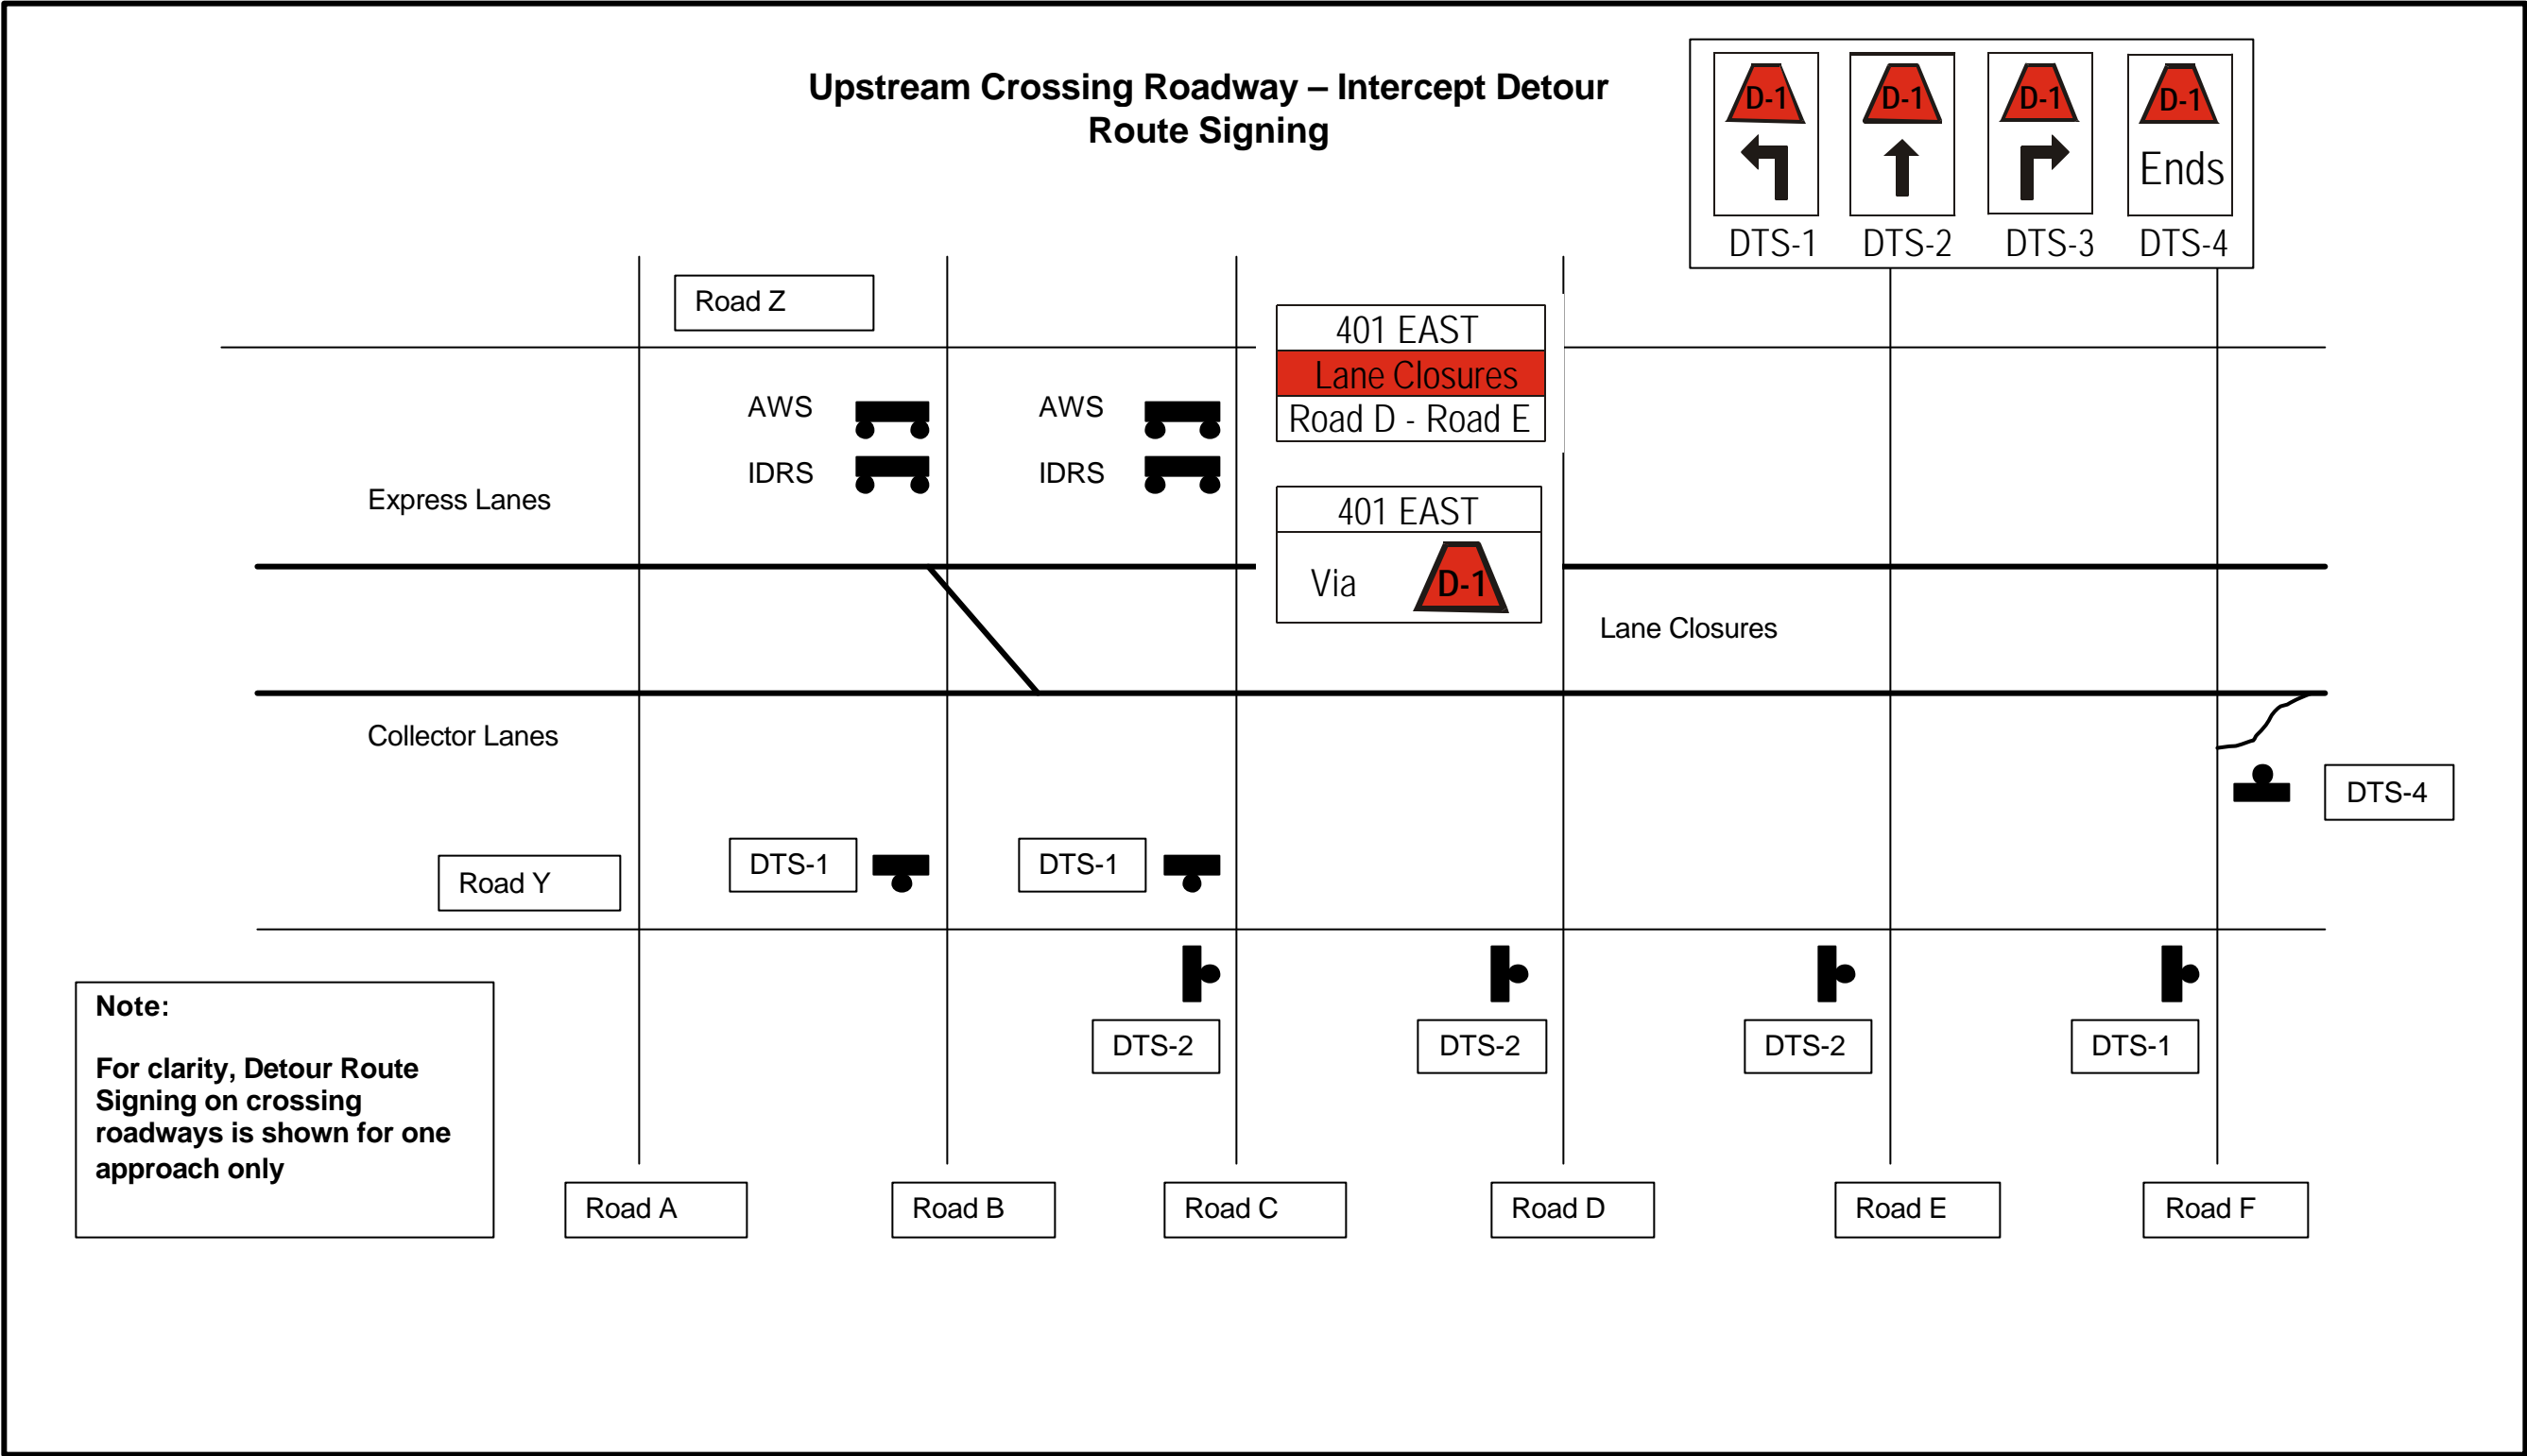 Upstream Crossing Roadway – Intercept Detour
Route Signing
D-1
D-1
D-1
D-1
Ends
DTS-1
DTS-2
DTS-3
DTS-4
Road Z
401 EAST
Lane Closures
Road D - Road E
AWS
AWS
IDRS
IDRS
Express Lanes
401 EAST
Via
D-1
Lane Closures
Collector Lanes
DTS-4
Road Y
DTS-1
DTS-1
DTS-2
DTS-2
DTS-2
DTS-1
Note:
For clarity, Detour Route
Signing on crossing
roadways is shown for one
approach only
Road A
Road B
Road C
Road D
Road E
Road F